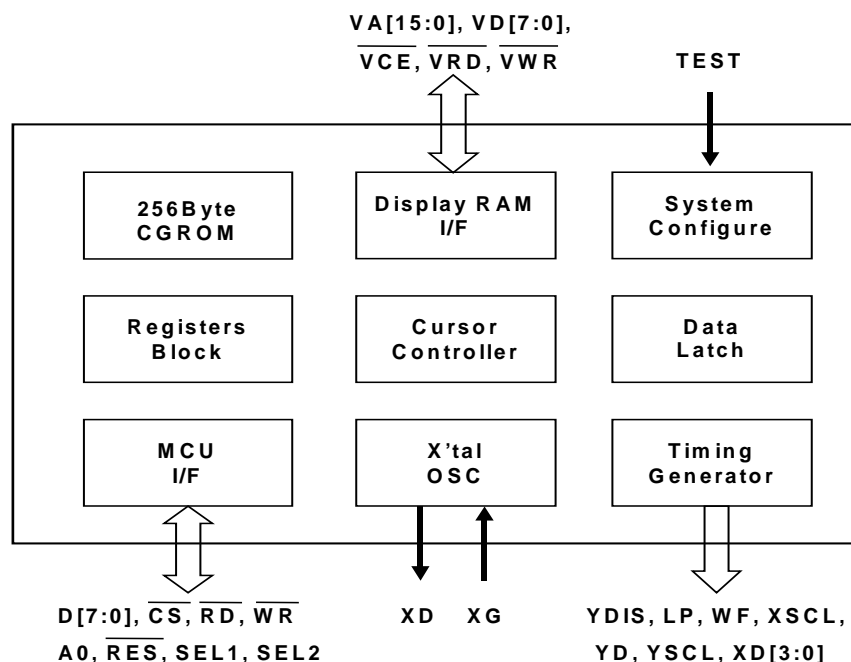 VA[15:0], VD[7:0],
VCE, VRD, VWR
TEST
256Byte
CGROM
Display RAM
I/F
System
Configure
Registers
Block
Cursor
Controller
Data
Latch
MCU
I/F
X'tal
OSC
Timing
Generator
D[7:0], CS, RD, WR
A0, RES, SEL1, SEL2
XD
XG
YDIS, LP, WF, XSCL,
YD, YSCL, XD[3:0]